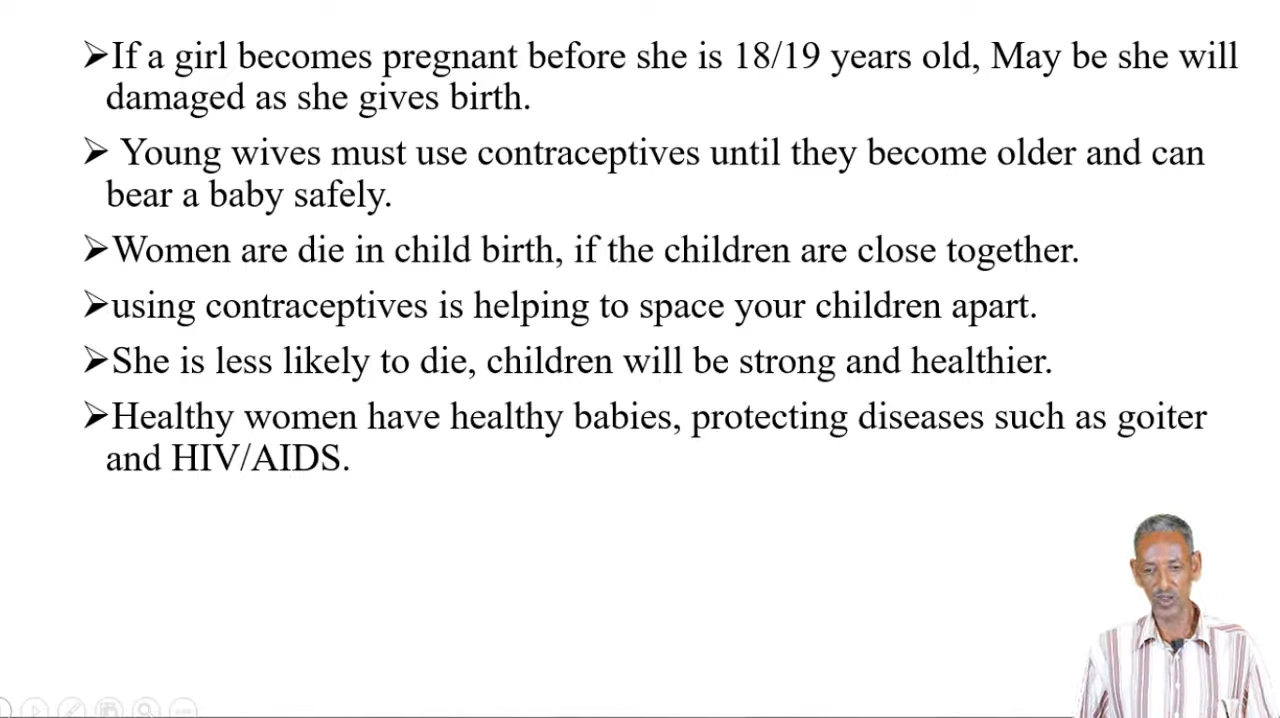 ➢If a girl becomes pregnant before she is 18/19 years old, May be she will
damaged as she gives birth.
➢ Young wives must use contraceptives until they become older and can
bear a baby safely.
➢Women are die in child birth, if the children are close together.
➢using contraceptives is helping to space your children apart.
➢She is less likely to die, children will be strong and healthier.
➢Healthy women have healthy babies, protecting diseases such as goiter
and HIV/AIDS.